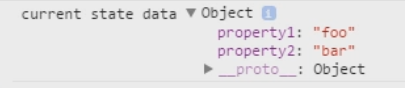 current state data ▼Object i
property1: "foo"
property2: "bar"
▶ __proto__: Object